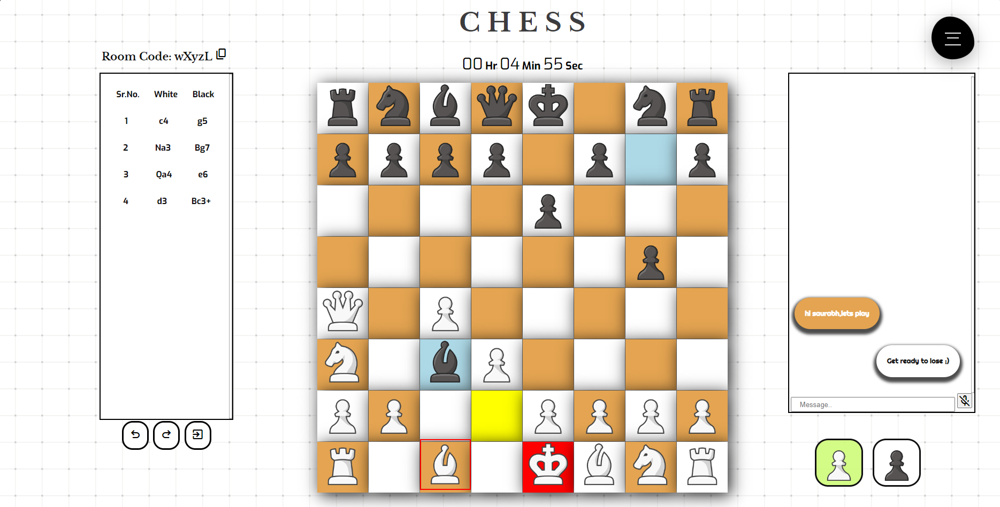 CHESS
Room Code: wXyzL
00 Hr 04 Min 55 Sec
Sr.No. White Black
1 c4 g5
2 Na3 Bg7
3 Qa4 e6
4 d3 Bc3+
hi saurabh,lets play
Get ready to lose ;)
Message..